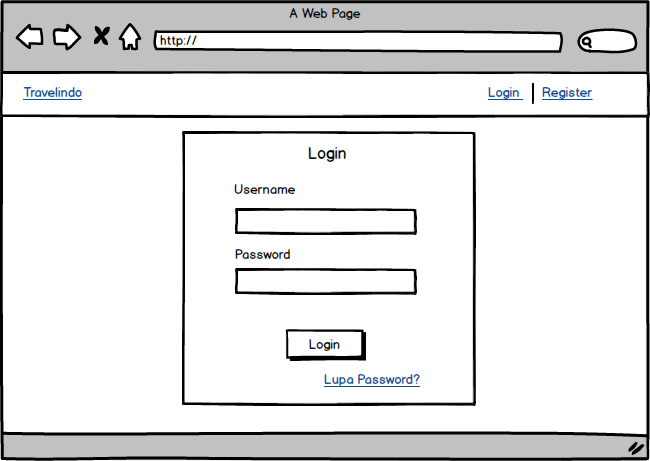 A Web Page
http://
Travelindo
Login
Register
Login
Username
Password
Login
Lupa Password?